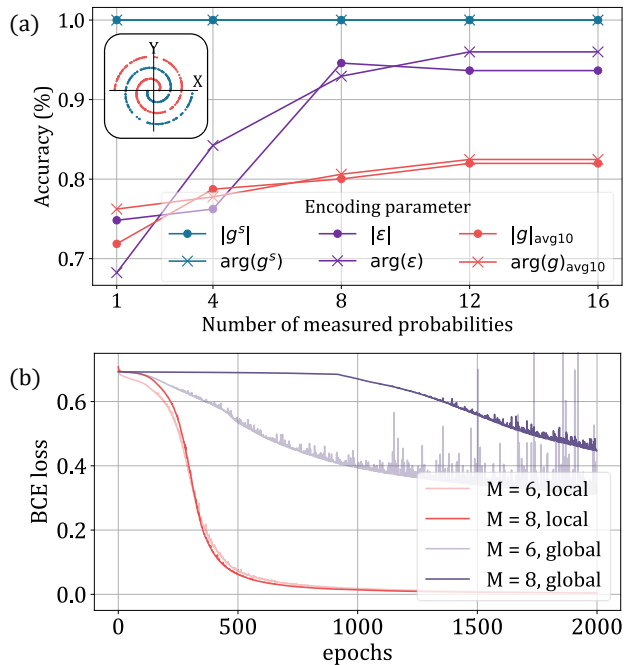 (a)
1.0
0.9
0.8
0.7
Accuracy (%)
Y
X
Encoding parameter
|gˢ|
|ε|
|g|avg10
arg(gˢ)
arg(ε)
arg(g)avg10
1
4
8
12
16
Number of measured probabilities
(b)
0.6
0.4
0.2
0.0
BCE loss
M = 6, local
M = 8, local
M = 6, global
M = 8, global
0
500
1000
1500
2000
epochs